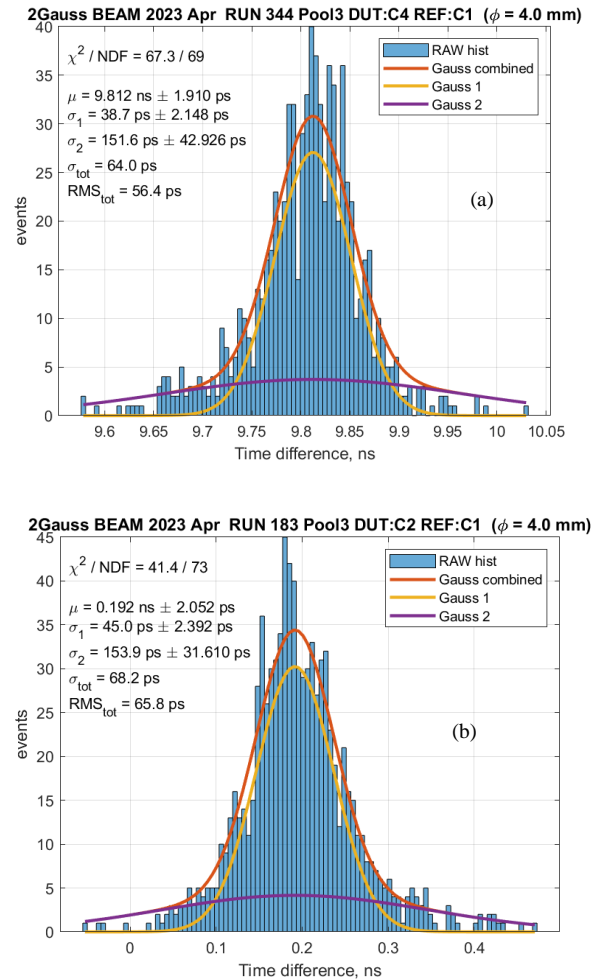 2Gauss BEAM 2023 Apr  RUN 344 Pool3 DUT:C4 REF:C1  (ϕ = 4.0 mm)
χ² / NDF = 67.3 / 69
μ = 9.812 ns ± 1.910 ps
σ₁ = 38.7 ps ± 2.148 ps
σ₂ = 151.6 ps ± 42.926 ps
σ_tot = 64.0 ps
RMS_tot = 56.4 ps
RAW hist
Gauss combined
Gauss 1
Gauss 2
(a)
events
40
35
30
25
20
15
10
5
0
9.6 9.65 9.7 9.75 9.8 9.85 9.9 9.95 10 10.05
Time difference, ns
2Gauss BEAM 2023 Apr  RUN 183 Pool3 DUT:C2 REF:C1  (ϕ = 4.0 mm)
χ² / NDF = 41.4 / 73
μ = 0.192 ns ± 2.052 ps
σ₁ = 45.0 ps ± 2.392 ps
σ₂ = 153.9 ps ± 31.610 ps
σ_tot = 68.2 ps
RMS_tot = 65.8 ps
RAW hist
Gauss combined
Gauss 1
Gauss 2
(b)
events
45
40
35
30
25
20
15
10
5
0
0 0.1 0.2 0.3 0.4
Time difference, ns